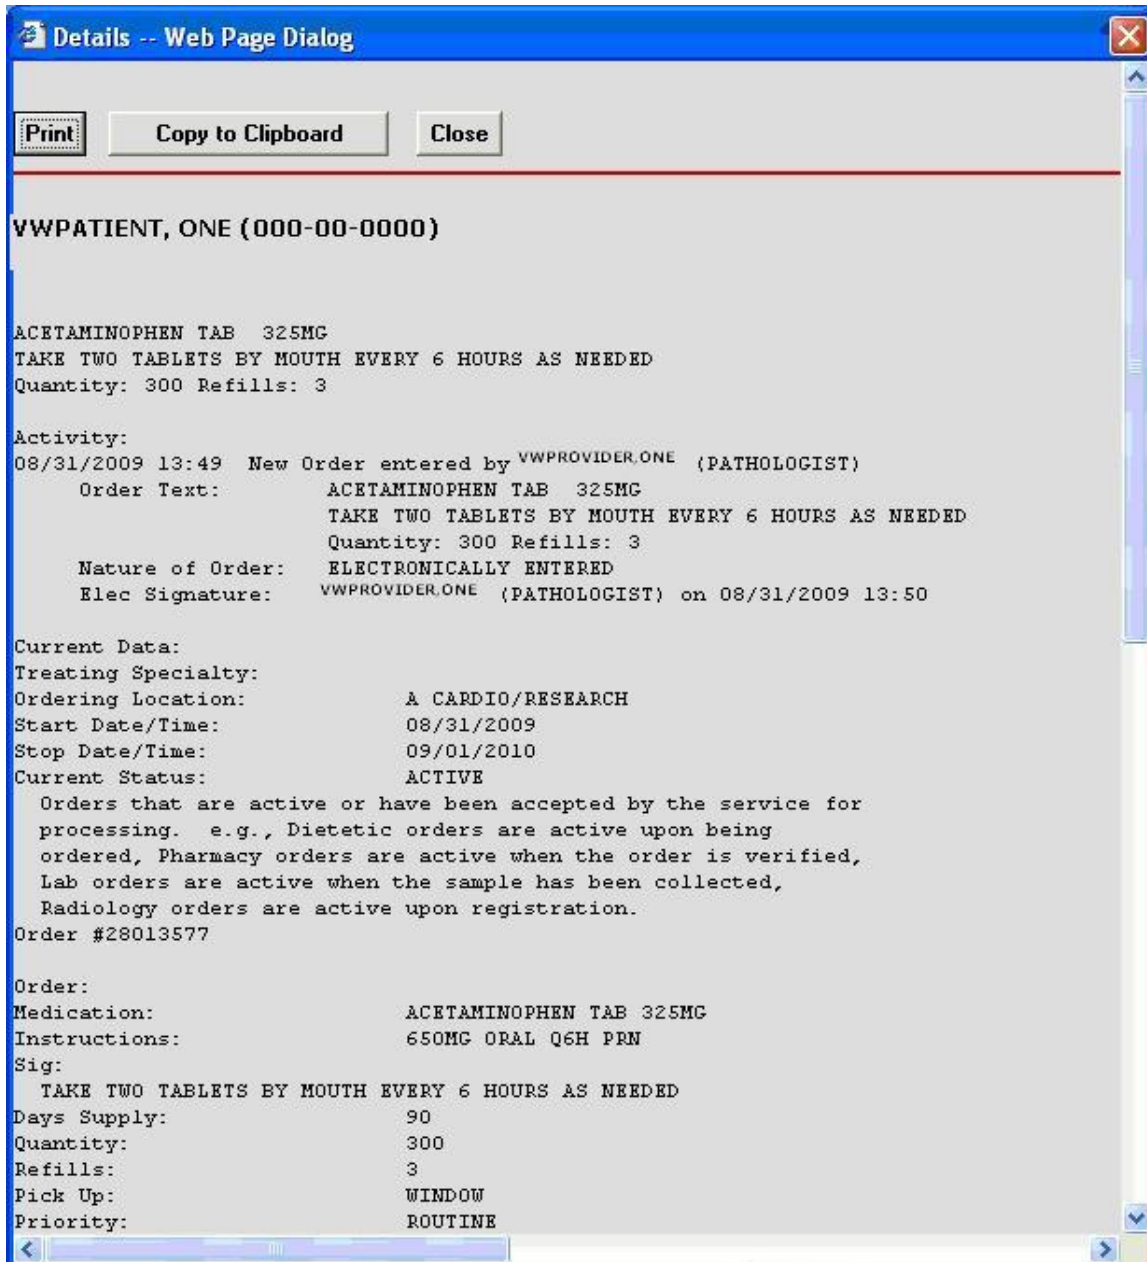 Details -- Web Page Dialog
Print Copy to Clipboard Close
VWPATIENT, ONE (000-00-0000)
ACETAMINOPHEN TAB 325MG
TAKE TWO TABLETS BY MOUTH EVERY 6 HOURS AS NEEDED
Quantity: 300 Refills: 3
Activity:
08/31/2009 13:49 New Order entered by VWPROVIDER,ONE (PATHOLOGIST)
Order Text: ACETAMINOPHEN TAB 325MG
TAKE TWO TABLETS BY MOUTH EVERY 6 HOURS AS NEEDED
Quantity: 300 Refills: 3
Nature of Order: ELECTRONICALLY ENTERED
Elec Signature: VWPROVIDER,ONE (PATHOLOGIST) on 08/31/2009 13:50
Current Data:
Treating Specialty:
Ordering Location: A CARDIO/RESEARCH
Start Date/Time: 08/31/2009
Stop Date/Time: 09/01/2010
Current Status: ACTIVE
Orders that are active or have been accepted by the service for
processing. e.g., Dietetic orders are active upon being
ordered, Pharmacy orders are active when the order is verified,
Lab orders are active when the sample has been collected,
Radiology orders are active upon registration.
Order #28013577
Order:
Medication: ACETAMINOPHEN TAB 325MG
Instructions: 650MG ORAL Q6H PRN
Sig:
TAKE TWO TABLETS BY MOUTH EVERY 6 HOURS AS NEEDED
Days Supply: 90
Quantity: 300
Refills: 3
Pick Up: WINDOW
Priority: ROUTINE